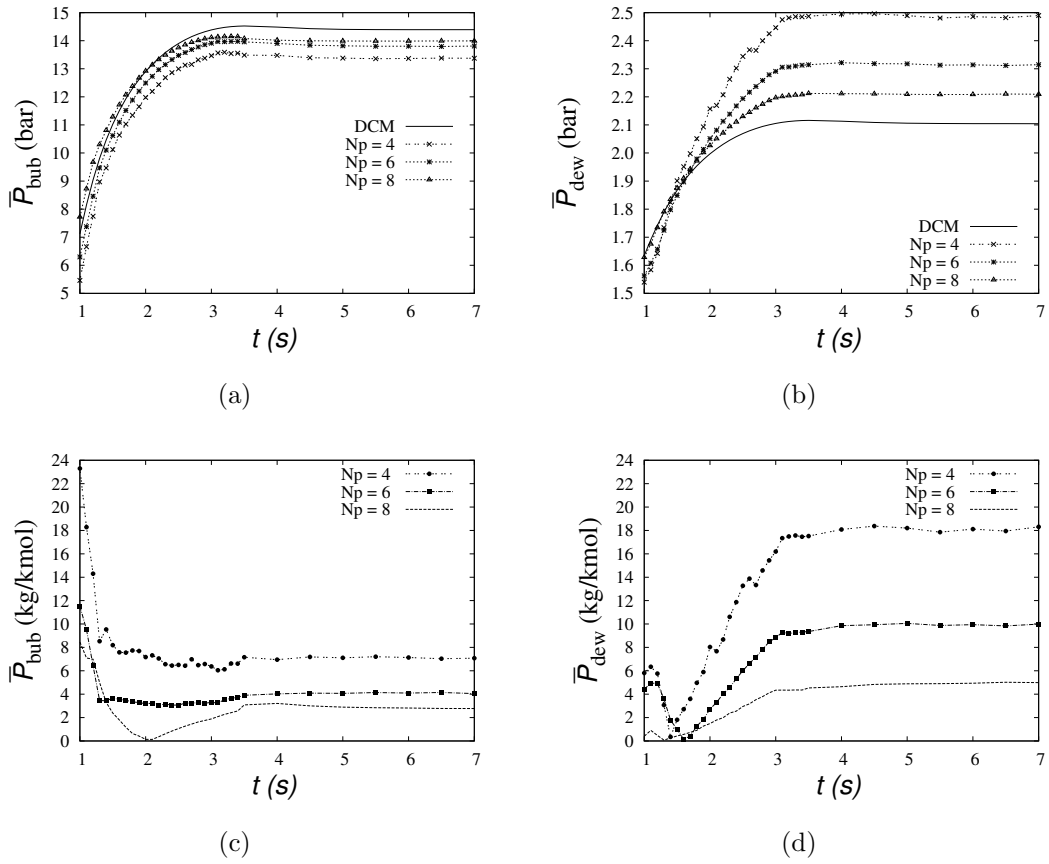 15
14
13
12
11
10
9
8
7
6
5
P̅bub (bar)
DCM
Np = 4
Np = 6
Np = 8
1 2 3 4 5 6 7
t (s)
(a)
2.5
2.4
2.3
2.2
2.1
2.0
1.9
1.8
1.7
1.6
1.5
P̅dew (bar)
DCM
Np = 4
Np = 6
Np = 8
1 2 3 4 5 6 7
t (s)
(b)
24
22
20
18
16
14
12
10
8
6
4
2
0
P̅bub (kg/kmol)
Np = 4
Np = 6
Np = 8
1 2 3 4 5 6 7
t (s)
(c)
24
22
20
18
16
14
12
10
8
6
4
2
0
P̅dew (kg/kmol)
Np = 4
Np = 6
Np = 8
1 2 3 4 5 6 7
t (s)
(d)